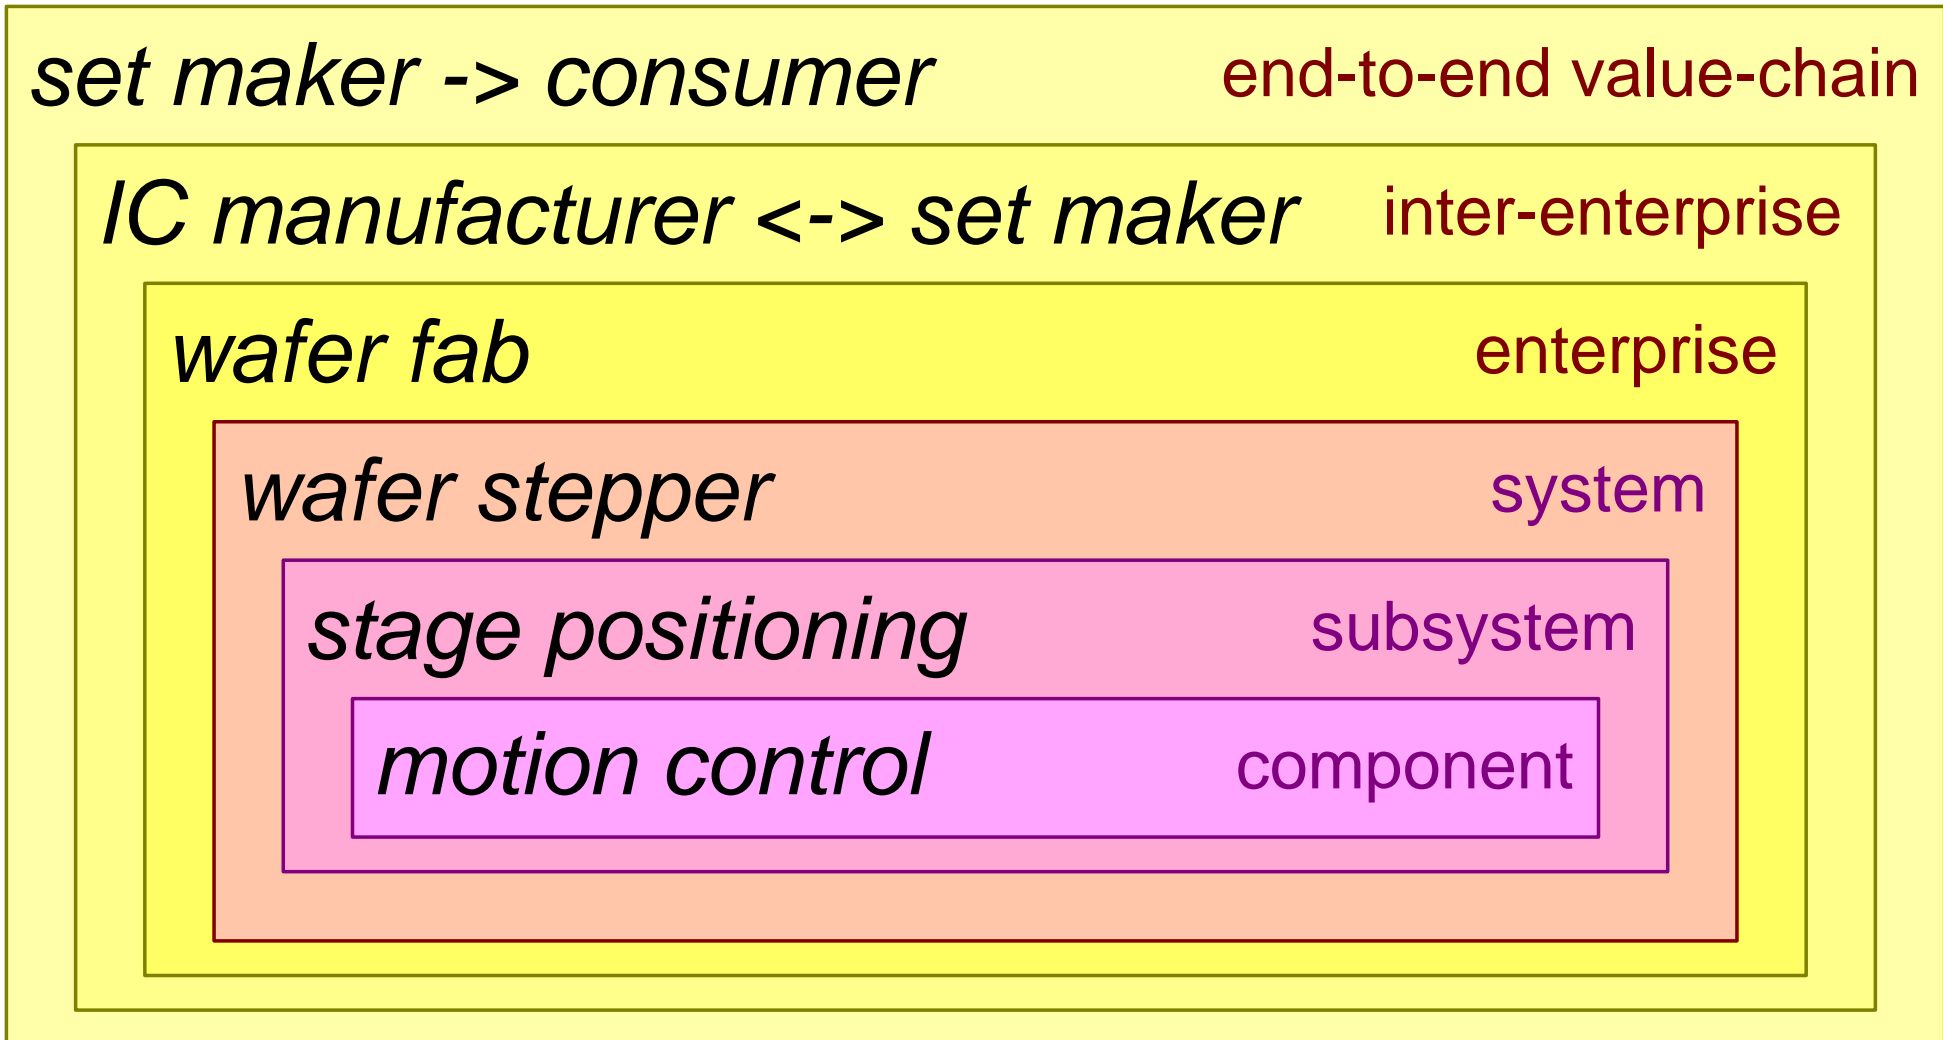 set maker -> consumer end-to-end value-chain
IC manufacturer <-> set maker inter-enterprise
wafer fab enterprise
wafer stepper system
stage positioning subsystem
motion control component